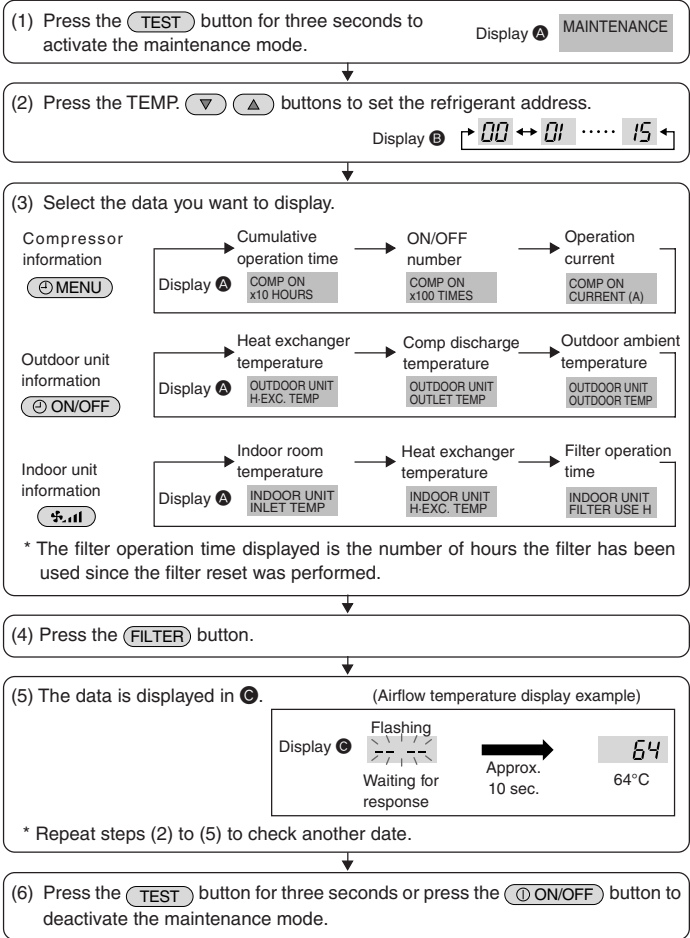 (1) Press the TEST button for three seconds to
activate the maintenance mode.
Display A MAINTENANCE
(2) Press the TEMP. ▼ △ buttons to set the refrigerant address.
Display B 00 ↔ 01 ····· 15
(3) Select the data you want to display.
Compressor
information
MENU
Cumulative
operation time
ON/OFF
number
Operation
current
Display A
COMP ON
x10 HOURS
COMP ON
x100 TIMES
COMP ON
CURRENT (A)
Outdoor unit
information
ON/OFF
Heat exchanger
temperature
Comp discharge
temperature
Outdoor ambient
temperature
Display A
OUTDOOR UNIT
H·EXC. TEMP
OUTDOOR UNIT
OUTLET TEMP
OUTDOOR UNIT
OUTDOOR TEMP
Indoor unit
information
Indoor room
temperature
Heat exchanger
temperature
Filter operation
time
Display A
INDOOR UNIT
INLET TEMP
INDOOR UNIT
H·EXC. TEMP
INDOOR UNIT
FILTER USE H
* The filter operation time displayed is the number of hours the filter has been
used since the filter reset was performed.
(4) Press the FILTER button.
(5) The data is displayed in C.
(Airflow temperature display example)
Display C
Flashing
-- --
Waiting for
response
Approx.
10 sec.
64
64°C
* Repeat steps (2) to (5) to check another date.
(6) Press the TEST button for three seconds or press the ON/OFF button to
deactivate the maintenance mode.